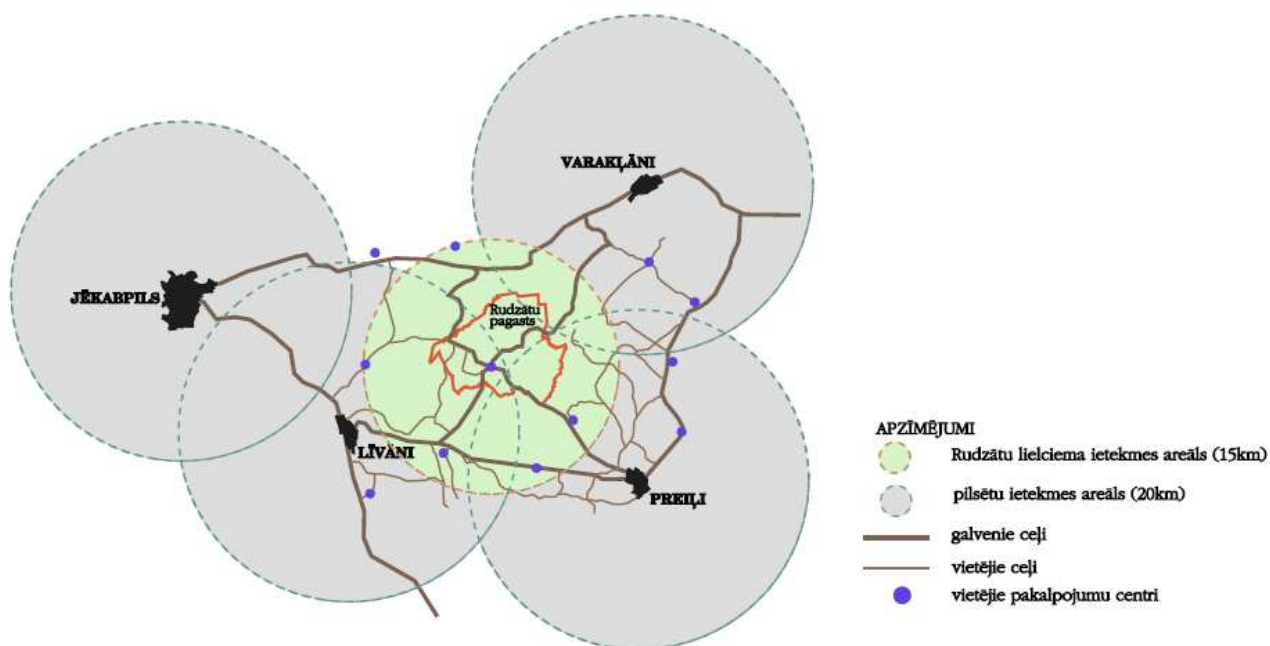 VARAKĻĀNI
JĒKABPILS
Rudzātu
pagasts
LĪVĀNI
PREIĻI
APZĪMĒJUMI
Rudzātu lielciema ietekmes areāls (15km)
pilsētu ietekmes areāls (20km)
galvenie ceļi
vietējie ceļi
vietējie pakalpojumu centri